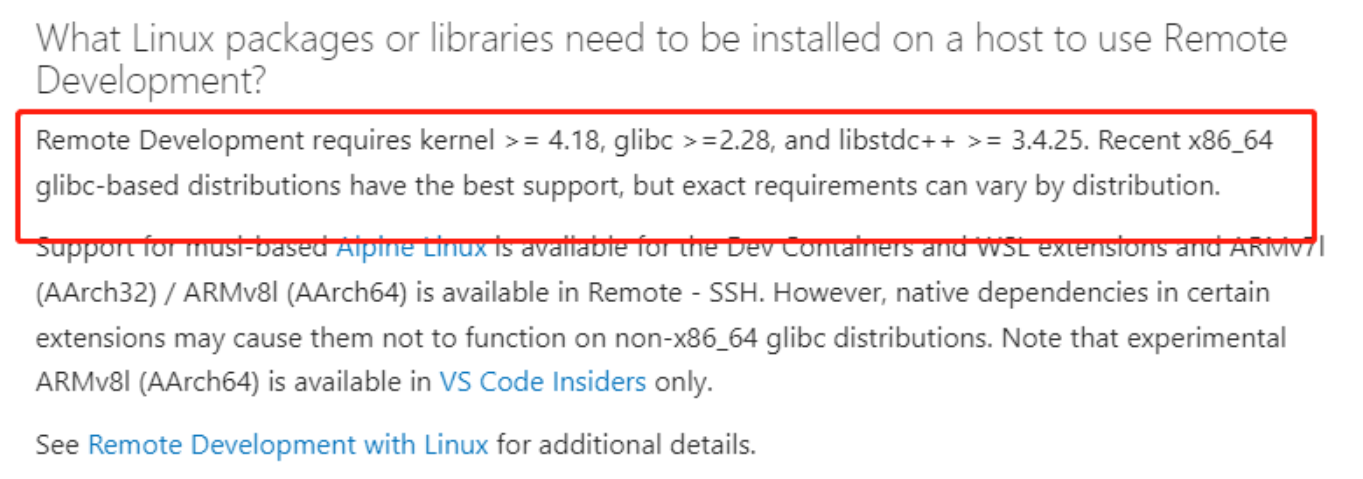 What Linux packages or libraries need to be installed on a host to use Remote
Development?
Remote Development requires kernel >= 4.18, glibc >=2.28, and libstdc++ >= 3.4.25. Recent x86_64
glibc-based distributions have the best support, but exact requirements can vary by distribution.
Support for musl-based Alpine Linux is available for the Dev Containers and WSL extensions and ARMv7l
(AArch32) / ARMv8l (AArch64) is available in Remote - SSH. However, native dependencies in certain
extensions may cause them not to function on non-x86_64 glibc distributions. Note that experimental
ARMv8l (AArch64) is available in VS Code Insiders only.
See Remote Development with Linux for additional details.